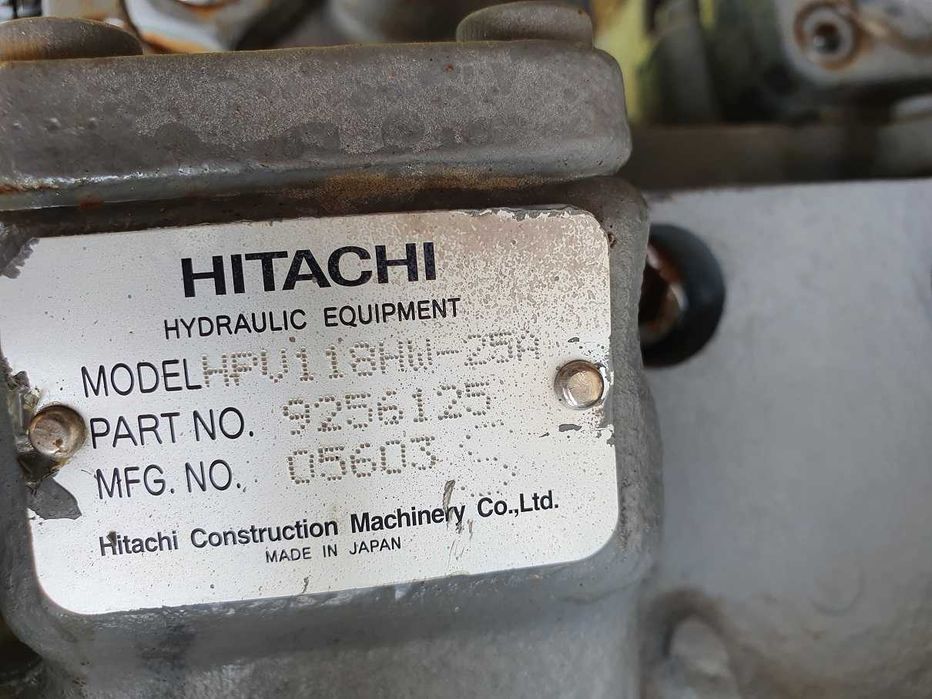 HITACHI
HYDRAULIC EQUIPMENT
MODEL HPV118HW-25A
PART NO. 9256125
MFG. NO. 05603
Hitachi Construction Machinery Co.,Ltd.
MADE IN JAPAN